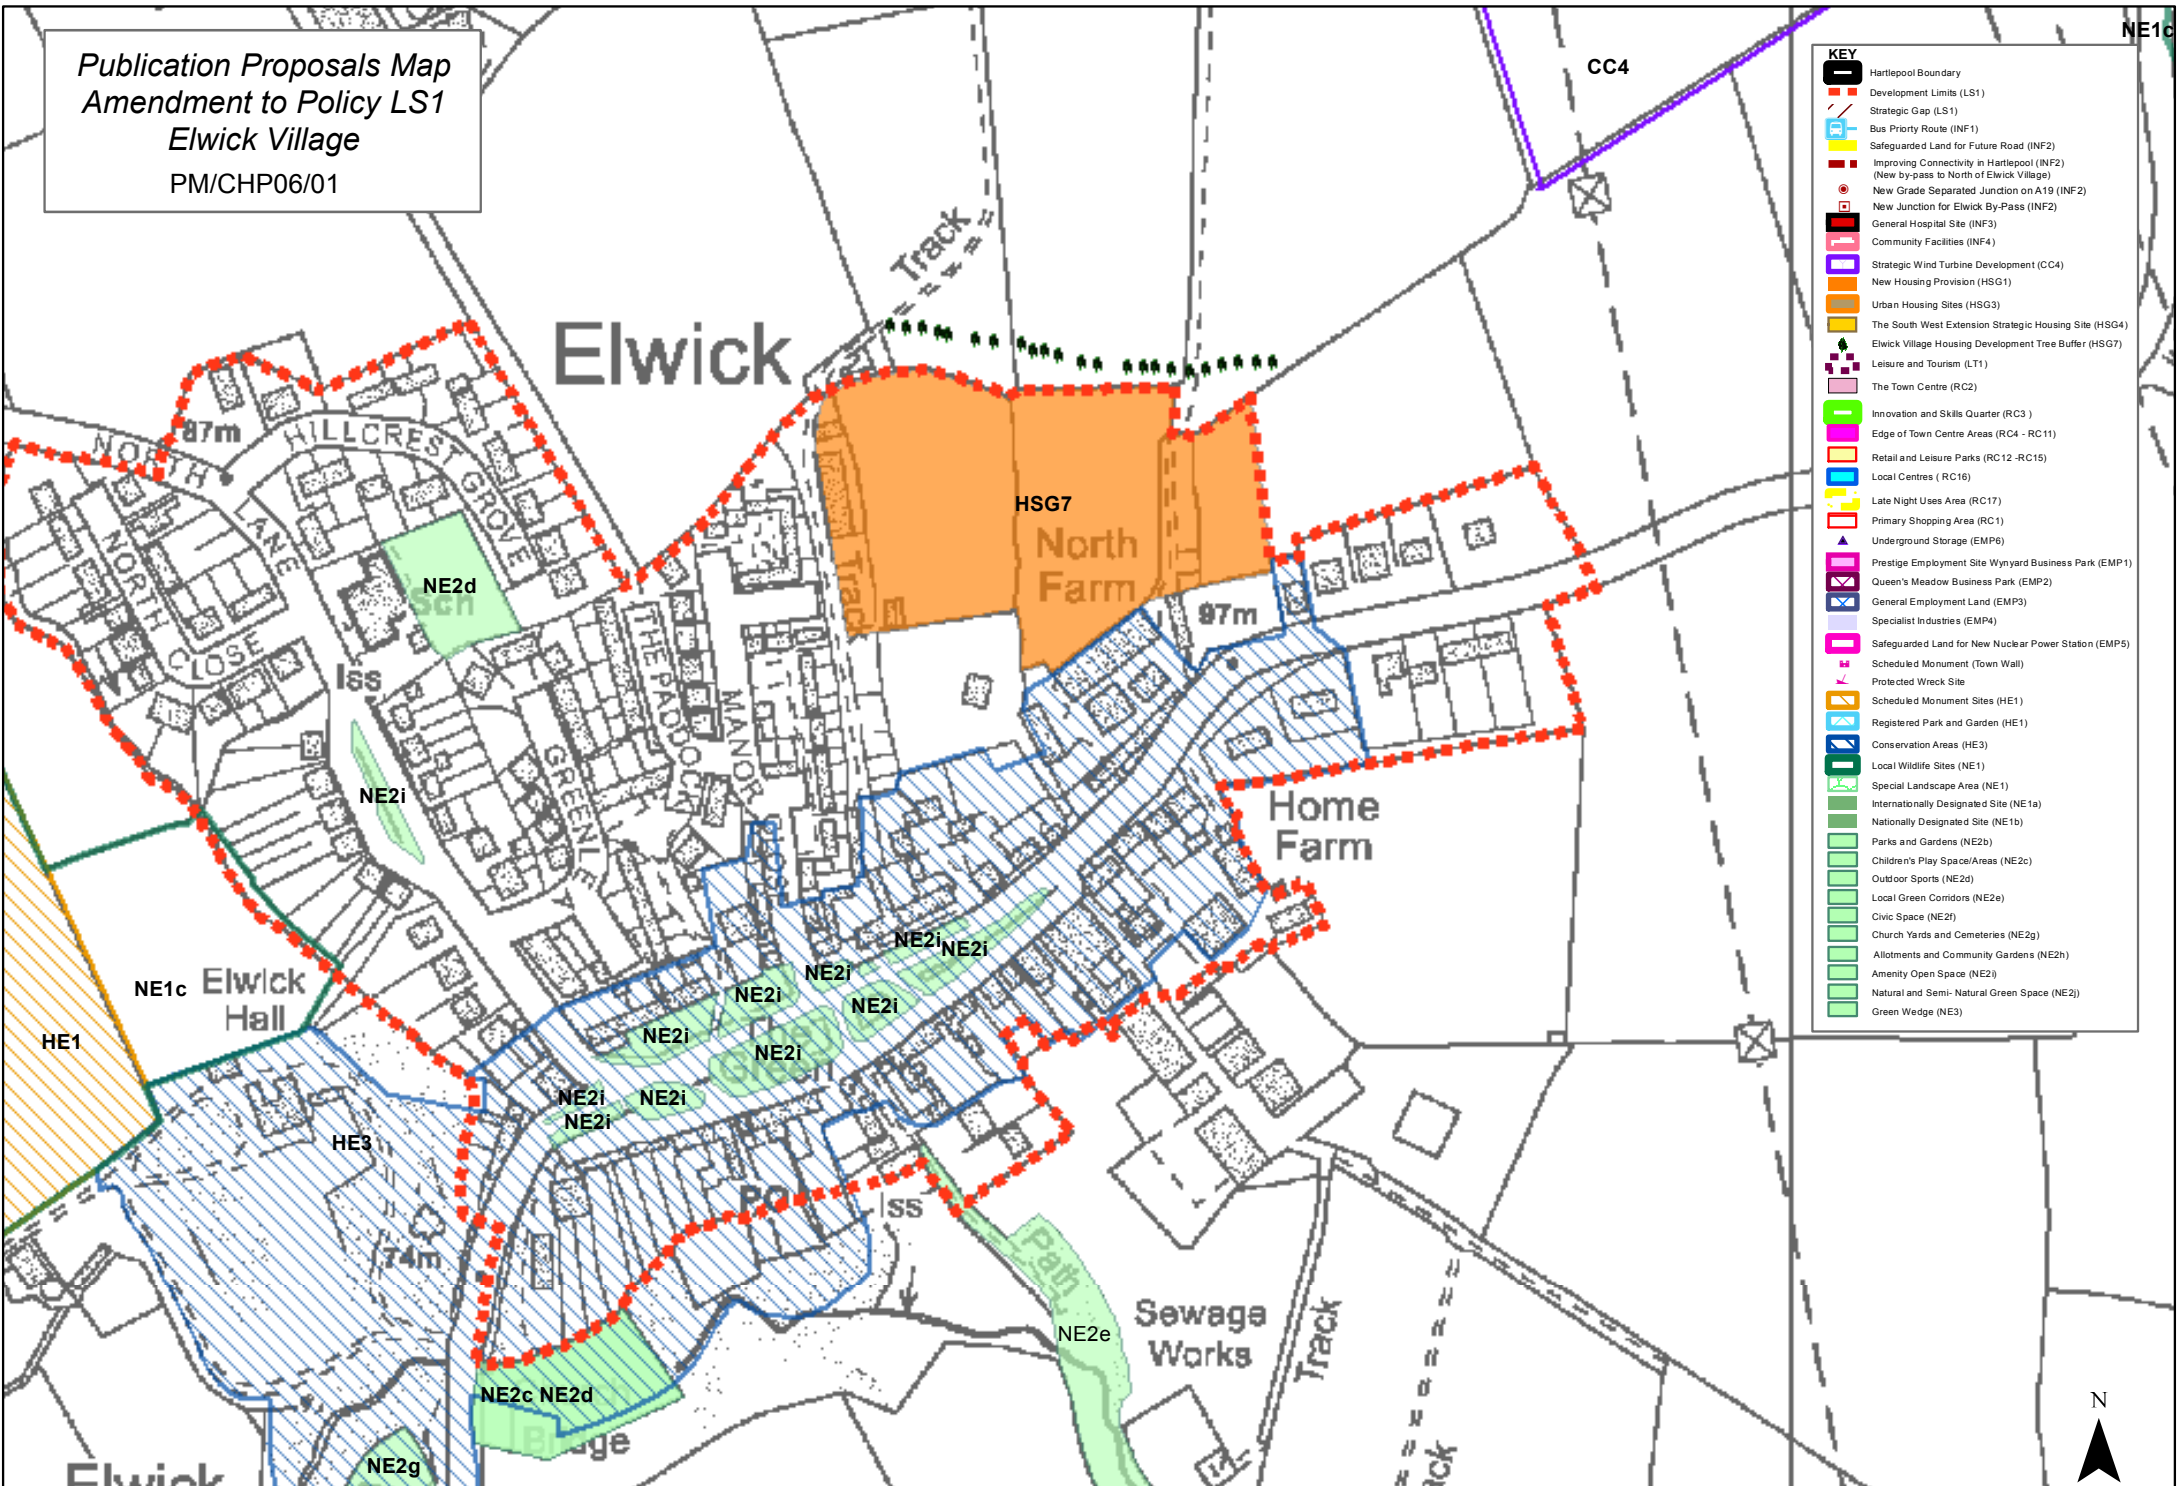 Publication Proposals Map
Amendment to Policy LS1
Elwick Village
PM/CHP06/01
NE1c
CC4
KEY
Hartlepool Boundary
Development Limits (LS1)
Strategic Gap (LS1)
Bus Priorty Route (INF1)
Safeguarded Land for Future Road (INF2)
Improving Connectivity in Hartlepool (INF2)
(New by-pass to North of Elwick Village)
New Grade Separated Junction on A19 (INF2)
New Junction for Elwick By-Pass (INF2)
General Hospital Site (INF3)
Community Facilities (INF4)
Strategic Wind Turbine Development (CC4)
New Housing Provision (HSG1)
Urban Housing Sites (HSG3)
The South West Extension Strategic Housing Site (HSG4)
Elwick Village Housing Development Tree Buffer (HSG7)
Leisure and Tourism (LT1)
The Town Centre (RC2)
Innovation and Skills Quarter (RC3 )
Edge of Town Centre Areas (RC4 - RC11)
Retail and Leisure Parks (RC12 -RC15)
Local Centres ( RC16)
Late Night Uses Area (RC17)
Primary Shopping Area (RC1)
Underground Storage (EMP6)
Prestige Employment Site Wynyard Business Park (EMP1)
Queen's Meadow Business Park (EMP2)
General Employment Land (EMP3)
Specialist Industries (EMP4)
Safeguarded Land for New Nuclear Power Station (EMP5)
Scheduled Monument (Town Wall)
Protected Wreck Site
Scheduled Monument Sites (HE1)
Registered Park and Garden (HE1)
Conservation Areas (HE3)
Local Wildlife Sites (NE1)
Special Landscape Area (NE1)
Internationally Designated Site (NE1a)
Nationally Designated Site (NE1b)
Parks and Gardens (NE2b)
Children's Play Space/Areas (NE2c)
Outdoor Sports (NE2d)
Local Green Corridors (NE2e)
Civic Space (NE2f)
Church Yards and Cemeteries (NE2g)
Allotments and Community Gardens (NE2h)
Amenity Open Space (NE2i)
Natural and Semi- Natural Green Space (NE2j)
Green Wedge (NE3)
Track
Elwick
87m
NORTH
LANE
HILLCREST GROVE
HSG7
North
Farm
Track
NE2d
Sch
NORTH
CLOSE
97m
THE PADDOCK
MANOR
Iss
NE2i
GREENL
Home
Farm
NE2i
NE2i
NE2i
NE2i
NE2i
NE2i
NE2i
The
Green
NE1c
Elwick
Hall
HE1
NE2i
NE2i
NE2i
HE3
PO
Iss
74m
Path
NE2e
Sewage
Works
Track
NE2c NE2d
Bridge
NE2g
Elwick
N